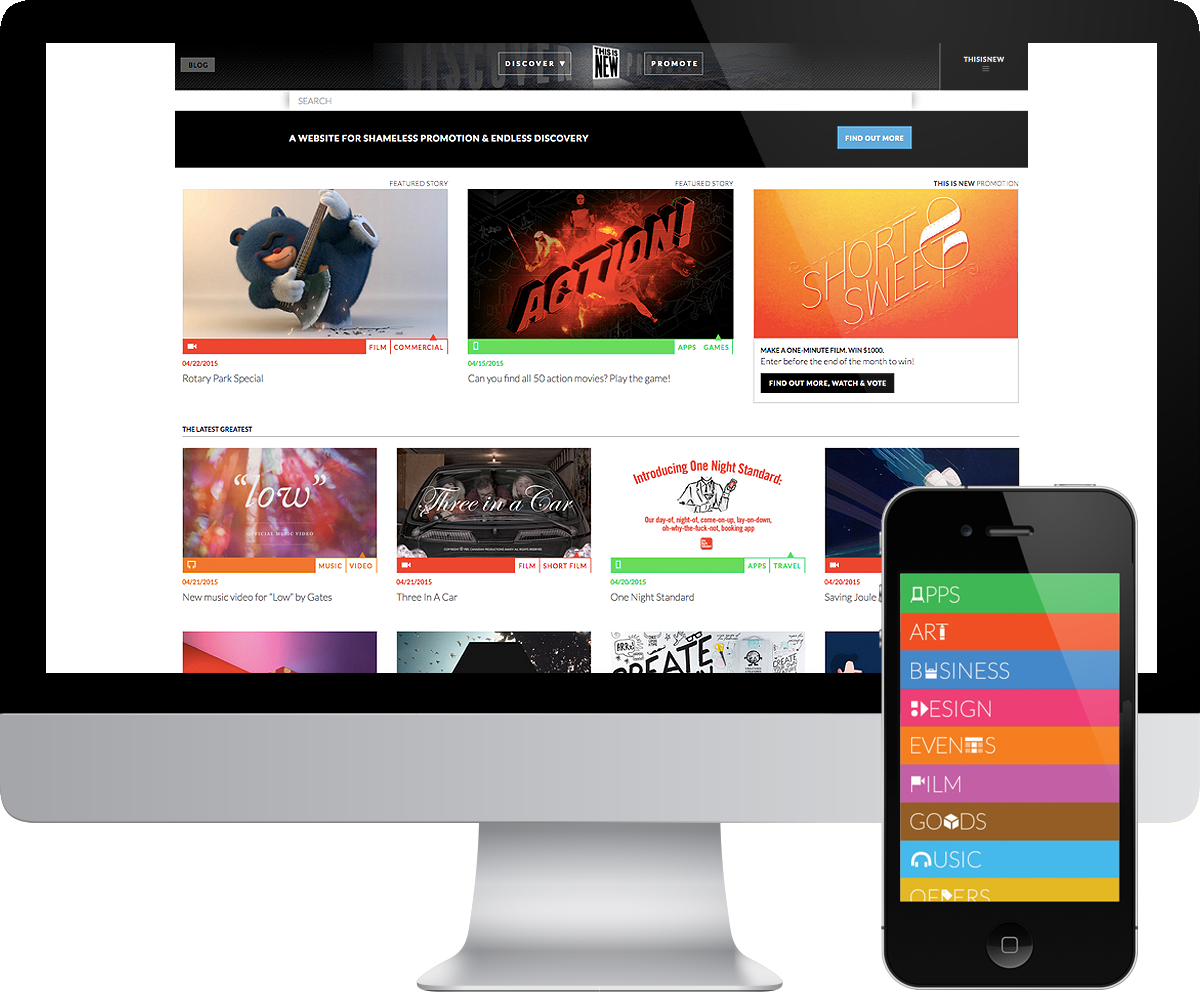 BLOG
DISCOVER ▼
THIS IS NEW
PROMOTE
THISISNEW
SEARCH
A WEBSITE FOR SHAMELESS PROMOTION & ENDLESS DISCOVERY
FIND OUT MORE
FEATURED STORY
FEATURED STORY
THIS IS NEW PROMOTION
ACTION!
SHORT
SWEET
FILM COMMERCIAL
APPS GAMES
04/22/2015
Rotary Park Special
04/15/2015
Can you find all 50 action movies? Play the game!
MAKE A ONE-MINUTE FILM. WIN $1000.
Enter before the end of the month to win!
FIND OUT MORE, WATCH & VOTE
THE LATEST GREATEST
“low”
OFFICIAL MUSIC VIDEO
Three in a Car
Introducing One Night Standard:
Our day-of, night-of, come-on-up, lay-on-down,
oh-why-the-fuck-not, booking app
MUSIC VIDEO
FILM SHORT FILM
APPS TRAVEL
04/21/2015
New music video for “Low” by Gates
04/21/2015
Three In A Car
04/20/2015
One Night Standard
04/20/2015
Saving Joule
CREATE
APPS
ART
BUSINESS
DESIGN
EVENTS
FILM
GOODS
MUSIC
OFFERS